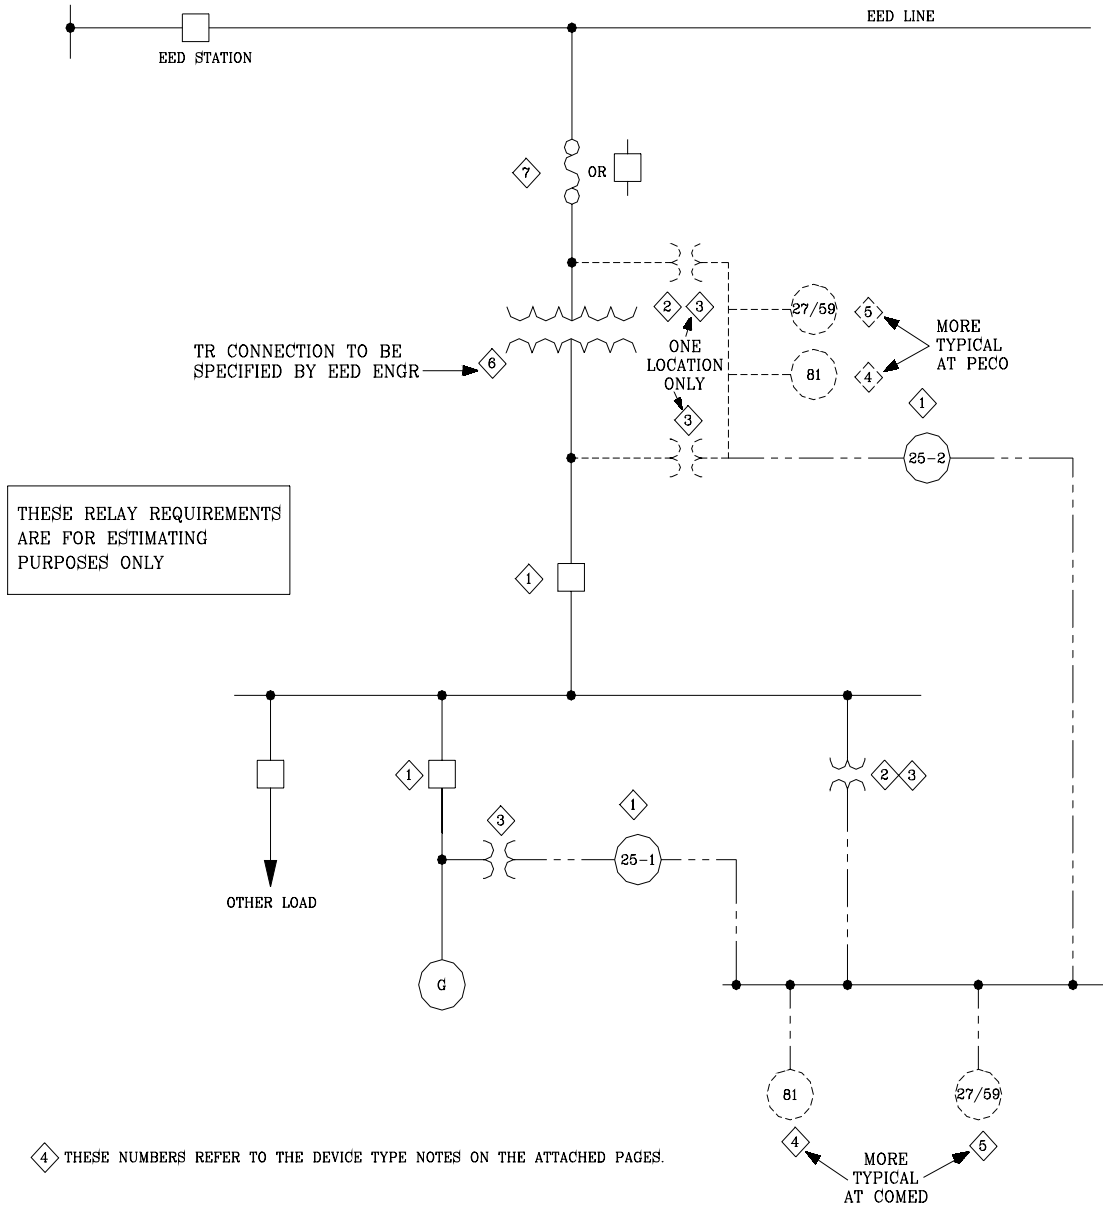 EED LINE
EED STATION
7
OR
2
3
27/59
5
MORE
TYPICAL
AT PECO
ONE
LOCATION
ONLY
TR CONNECTION TO BE
SPECIFIED BY EED ENGR
6
81
4
1
3
25-2
THESE RELAY REQUIREMENTS
ARE FOR ESTIMATING
PURPOSES ONLY
1
1
2
3
3
1
25-1
OTHER LOAD
G
81
27/59
4
5
MORE
TYPICAL
AT COMED
4 THESE NUMBERS REFER TO THE DEVICE TYPE NOTES ON THE ATTACHED PAGES.